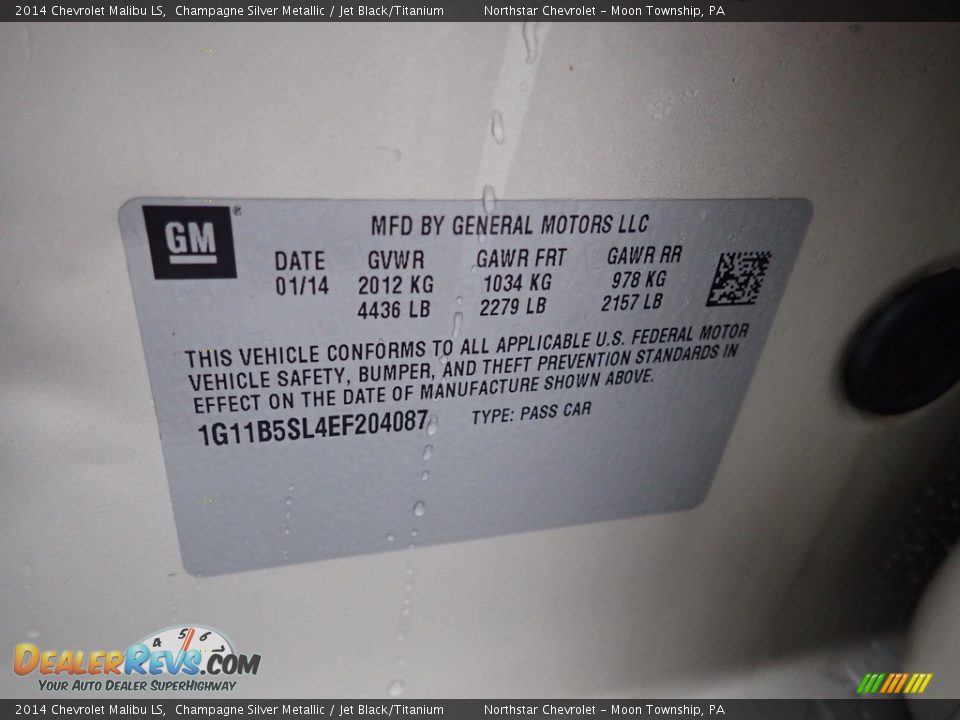 2014 Chevrolet Malibu LS,  Champagne Silver Metallic / Jet Black/Titanium  Northstar Chevrolet - Moon Township, PA
GM® MFD BY GENERAL MOTORS LLC
DATE GVWR GAWR FRT GAWR RR
01/14 2012 KG 1034 KG 978 KG
4436 LB 2279 LB 2157 LB
THIS VEHICLE CONFORMS TO ALL APPLICABLE U.S. FEDERAL MOTOR
VEHICLE SAFETY, BUMPER, AND THEFT PREVENTION STANDARDS IN
EFFECT ON THE DATE OF MANUFACTURE SHOWN ABOVE.
1G11B5SL4EF204087 TYPE: PASS CAR
4 5 6
DealerRevs.com
Your Auto Dealer SuperHighway
2014 Chevrolet Malibu LS,  Champagne Silver Metallic / Jet Black/Titanium  Northstar Chevrolet - Moon Township, PA